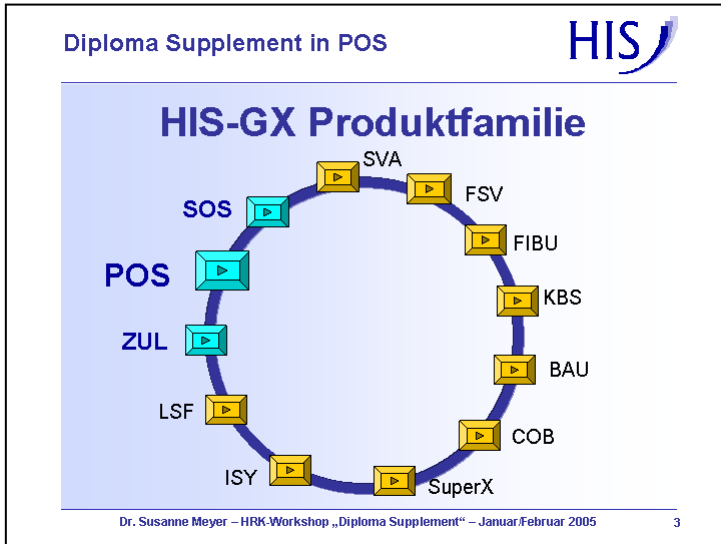 Diploma Supplement in POS
HIS
HIS-GX Produktfamilie
SVA
SOS
FSV
FIBU
POS
KBS
ZUL
BAU
LSF
COB
ISY
SuperX
Dr. Susanne Meyer – HRK-Workshop „Diploma Supplement“ – Januar/Februar 2005
3